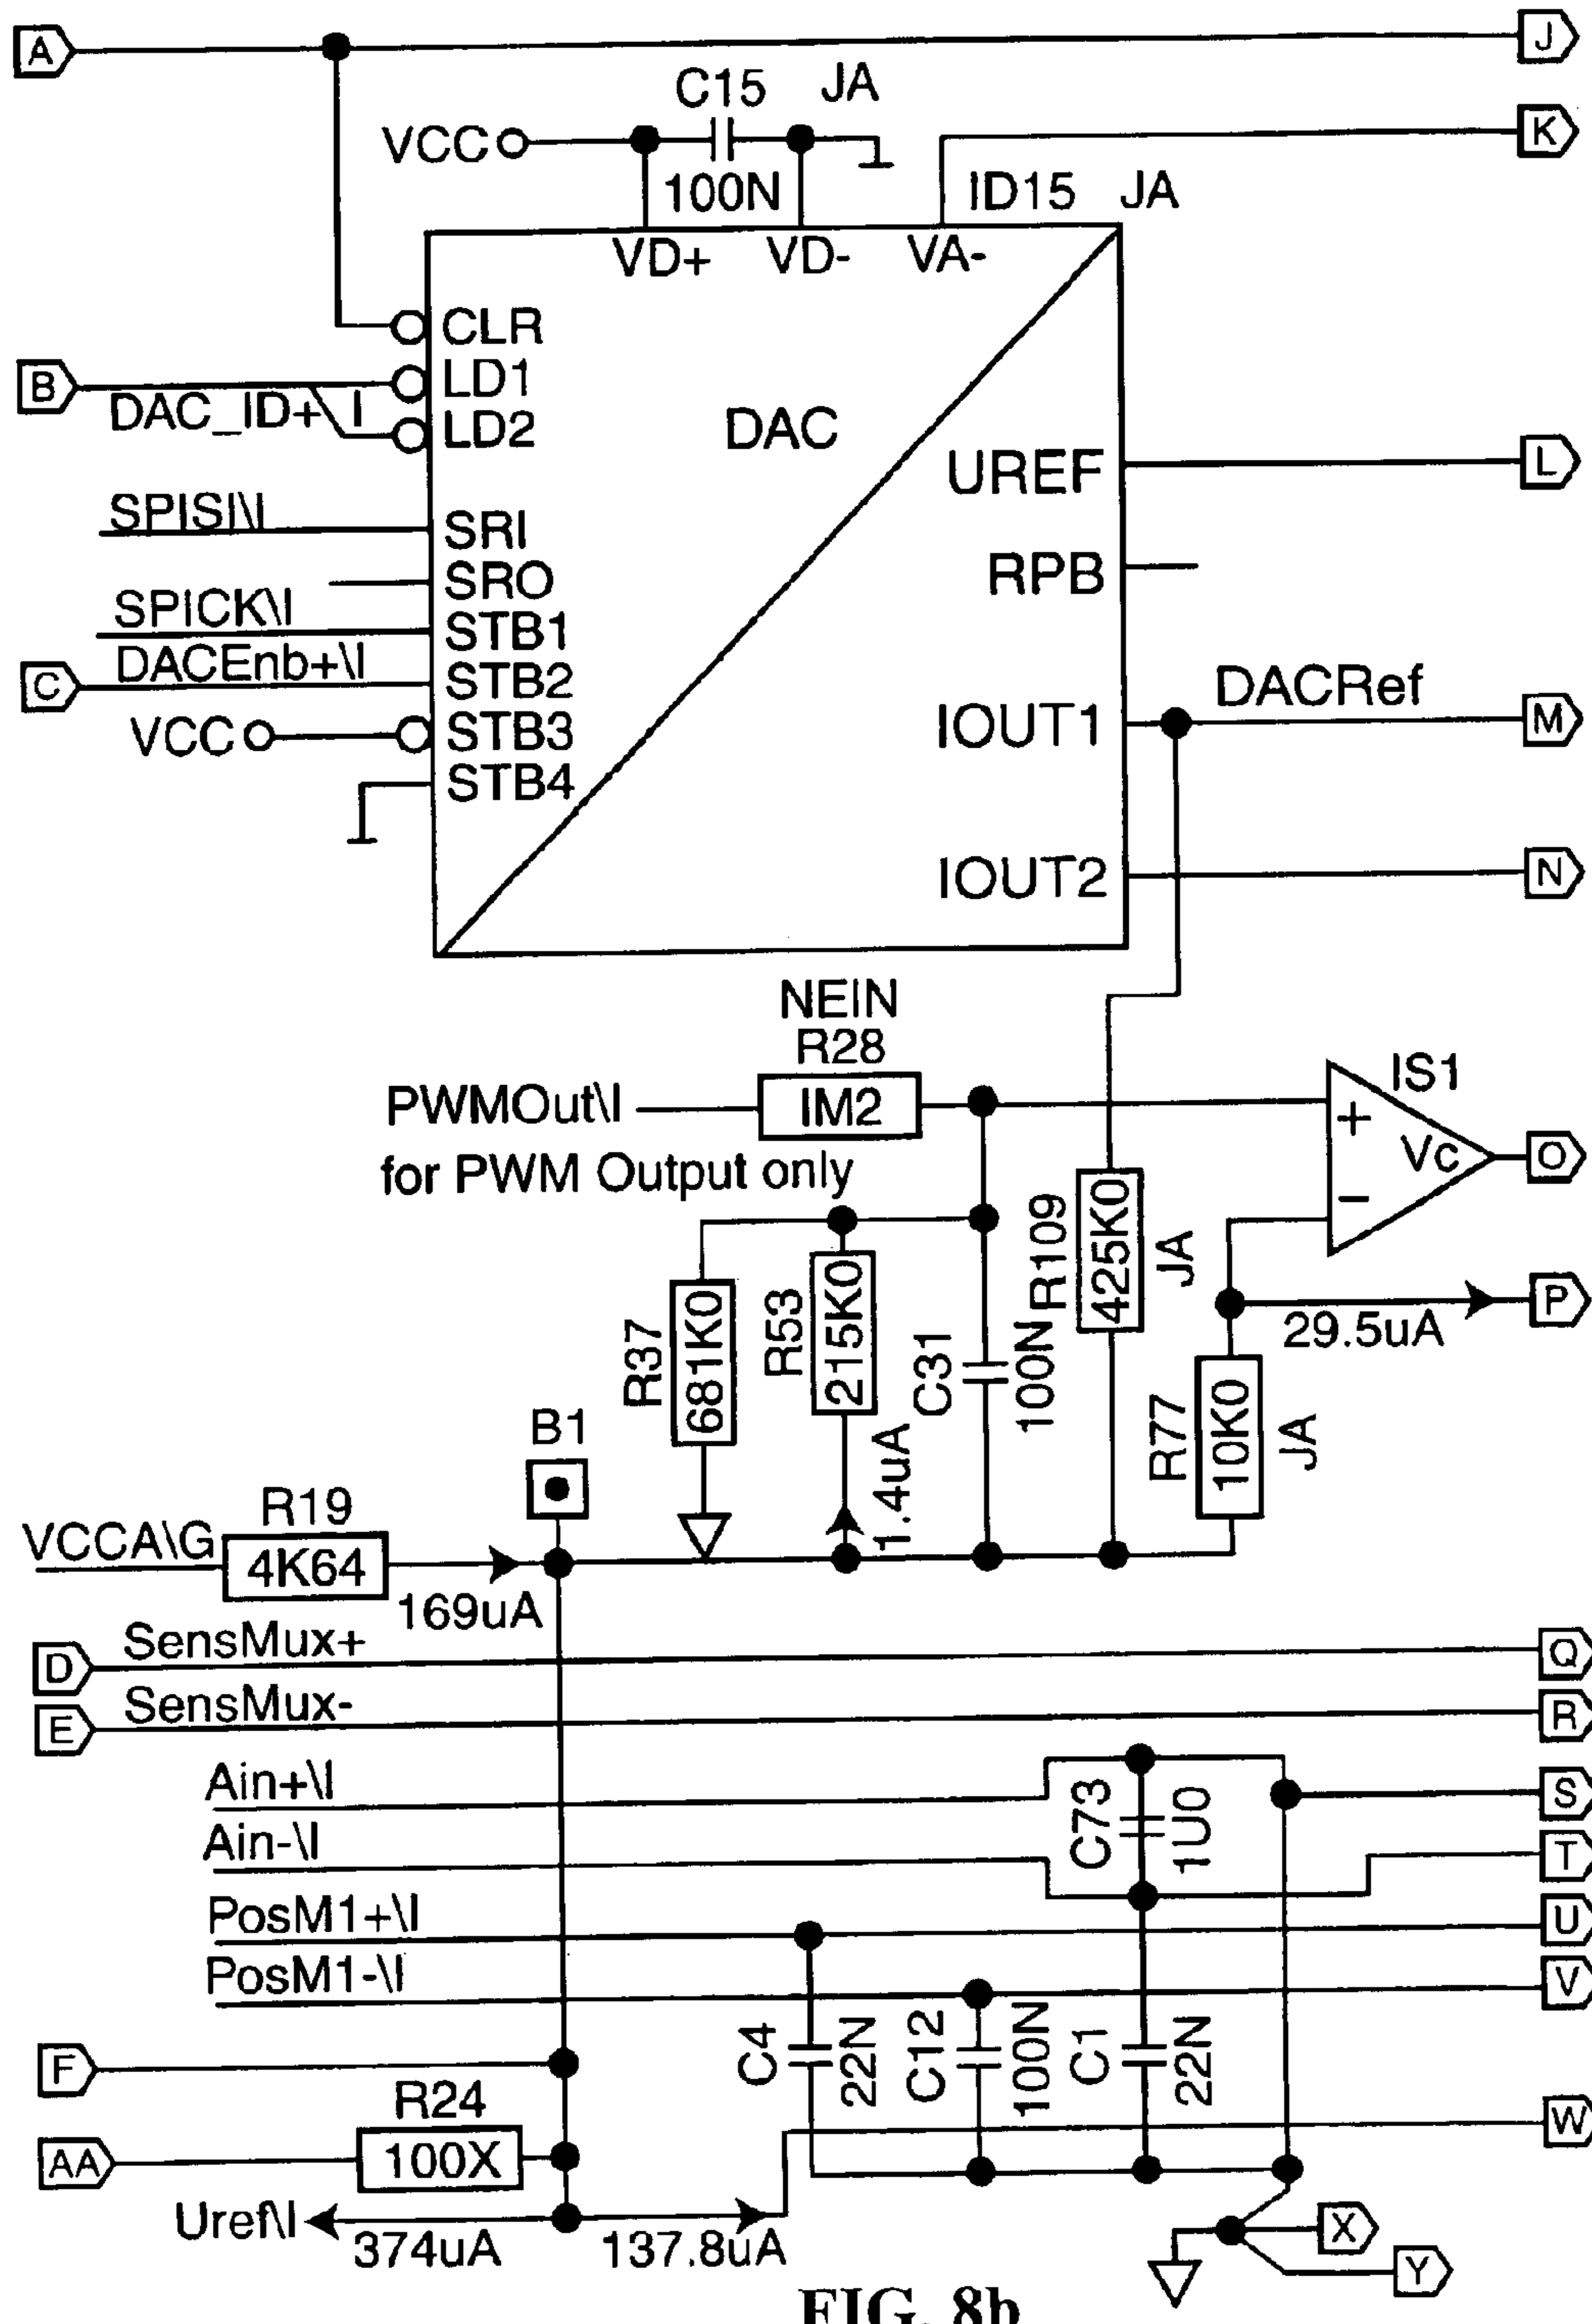 A
J
C15 JA
VCC
K
100N
ID15 JA
VD+ VD- VA-
CLR
B
LD1
DAC_ID+\I
LD2
DAC
UREF
L
SPISI\I
SRI
SRO
RPB
SPICK\I
STB1
DACEnb+\I
C
STB2
DACRef
VCC
STB3
IOUT1
M
STB4
IOUT2
N
NEIN
R28
IS1
PWMOut\I
IM2
+
Vc
O
for PWM Output only
-
R109
425K0
JA
P
29.5uA
R37
681K0
R53
215K0
C31
100N
R77
10K0
JA
B1
1.4uA
R19
VCCA\G
4K64
169uA
SensMux+
D
Q
SensMux-
E
R
Ain+\I
C73
1U0
S
Ain-\I
T
PosM1+\I
U
PosM1-\I
V
C4
22N
C12
100N
C1
22N
F
R24
W
AA
100X
Uref\I
374uA
137.8uA
X
Y
FIG. 8b